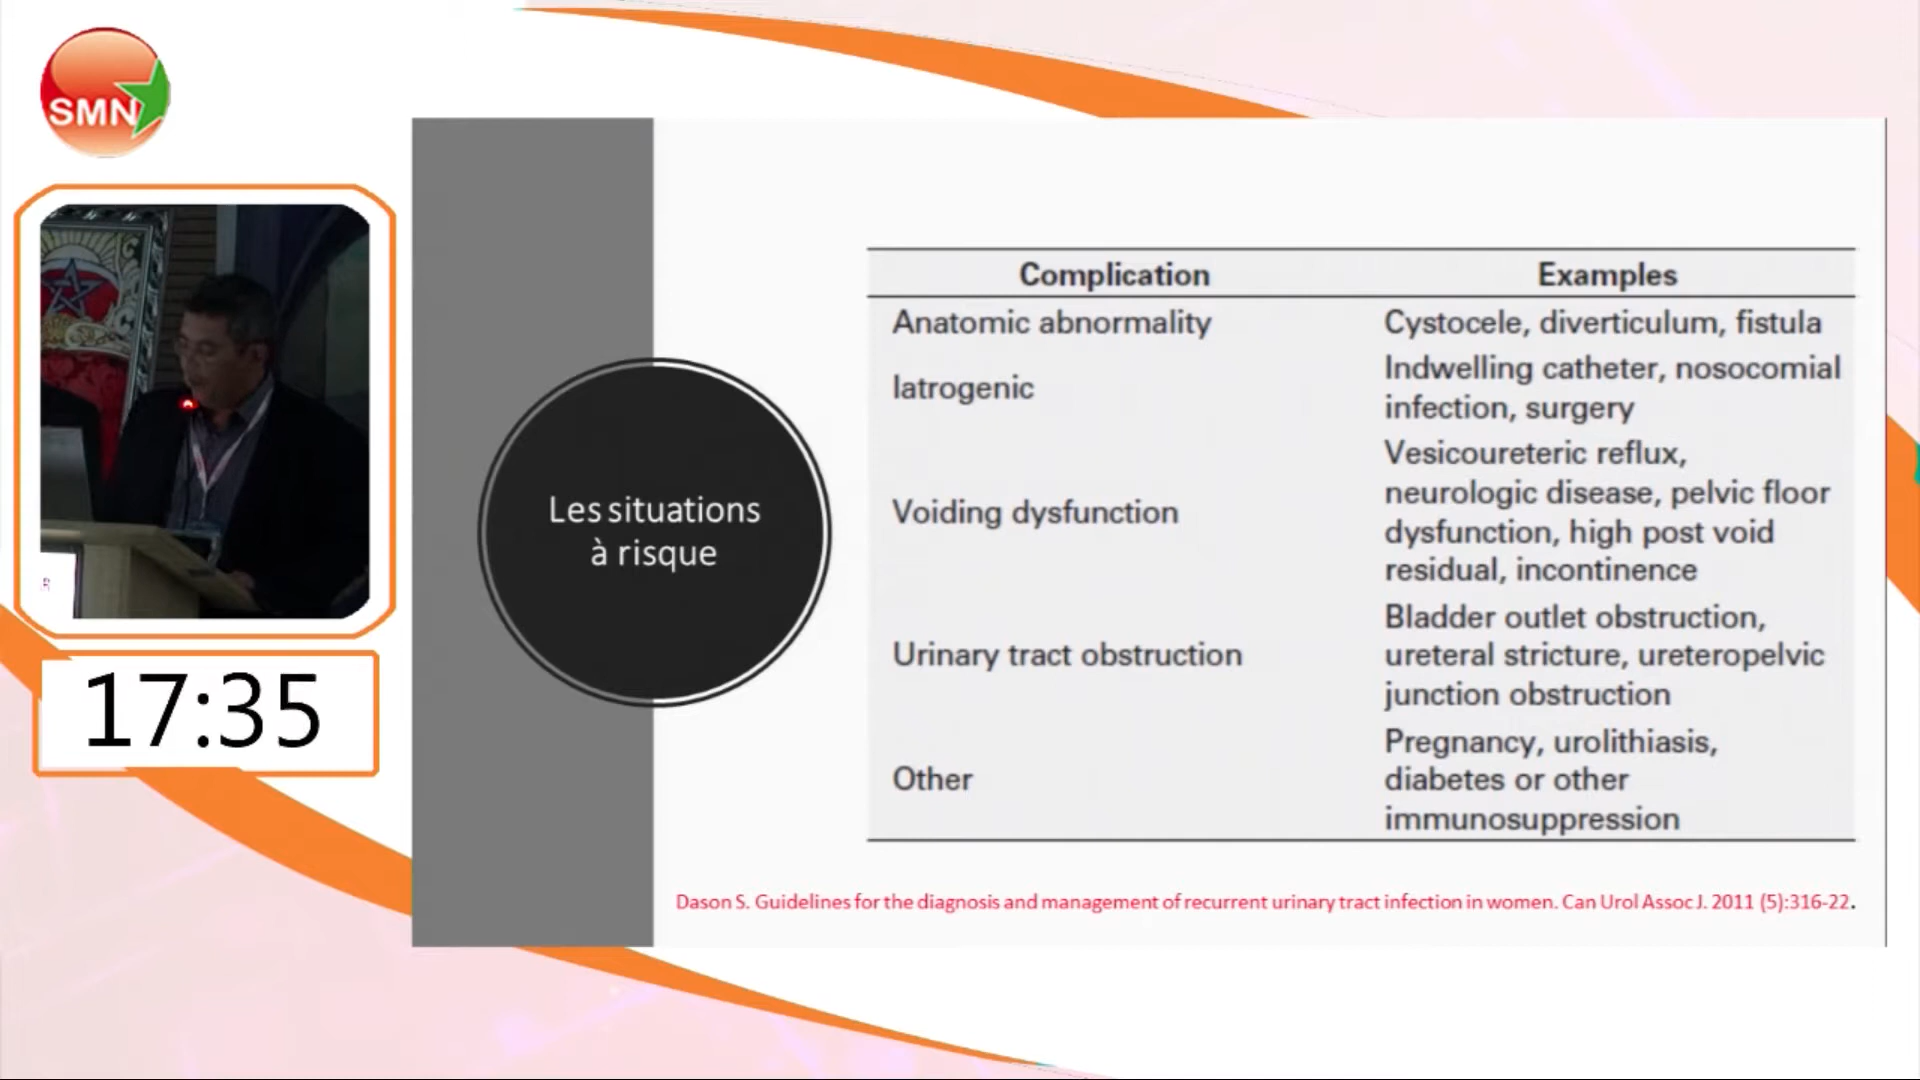 SMN
17:35
Les situations
à risque
Complication Examples
Anatomic abnormality Cystocele, diverticulum, fistula
Iatrogenic Indwelling catheter, nosocomial
infection, surgery
Voiding dysfunction Vesicoureteric reflux,
neurologic disease, pelvic floor
dysfunction, high post void
residual, incontinence
Urinary tract obstruction Bladder outlet obstruction,
ureteral stricture, ureteropelvic
junction obstruction
Other Pregnancy, urolithiasis,
diabetes or other
immunosuppression
Dason S. Guidelines for the diagnosis and management of recurrent urinary tract infection in women. Can Urol Assoc J. 2011 (5):316-22.